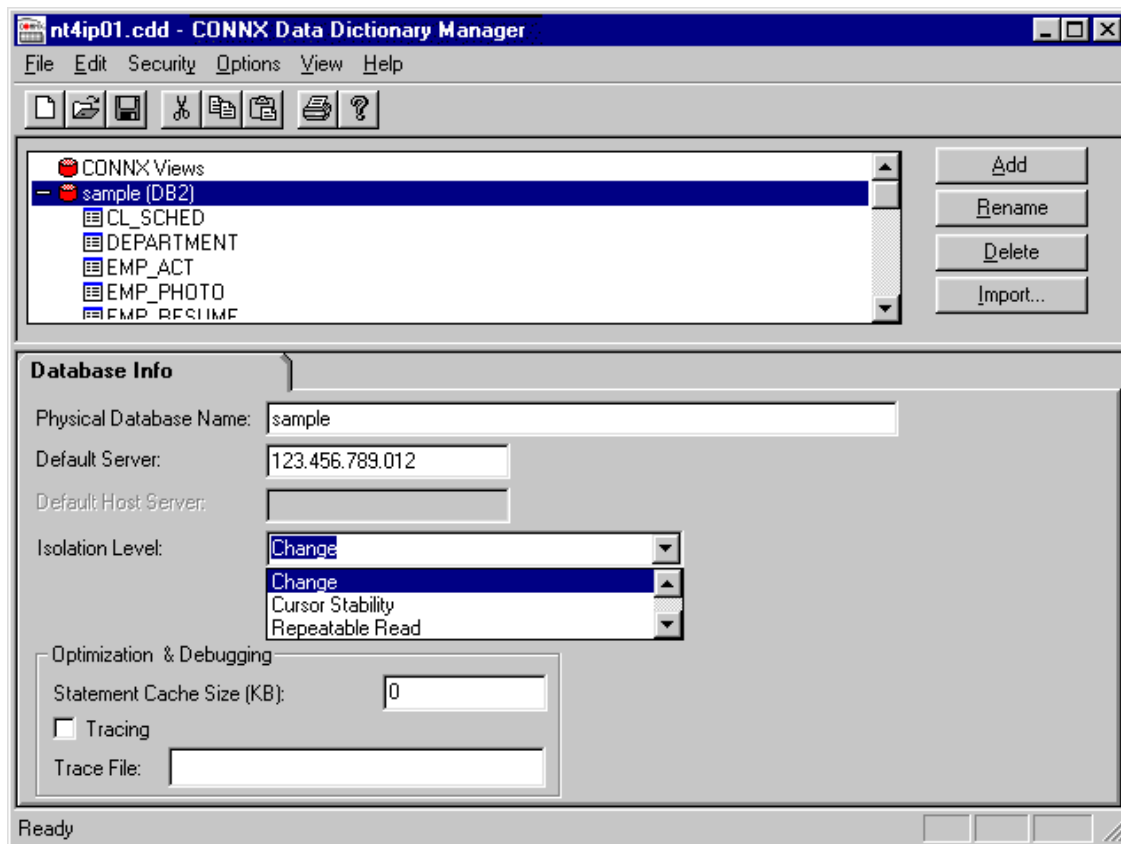 nt4ip01.cdd - CONNX Data Dictionary Manager
File Edit Security Options View Help
CONNX Views
sample (DB2)
CL_SCHED
DEPARTMENT
EMP_ACT
EMP_PHOTO
EMP_RESUME
Add
Rename
Delete
Import...
Database Info
Physical Database Name: sample
Default Server: 123.456.789.012
Default Host Server:
Isolation Level: Change
Change
Cursor Stability
Repeatable Read
Optimization & Debugging
Statement Cache Size (KB): 0
Tracing
Trace File:
Ready